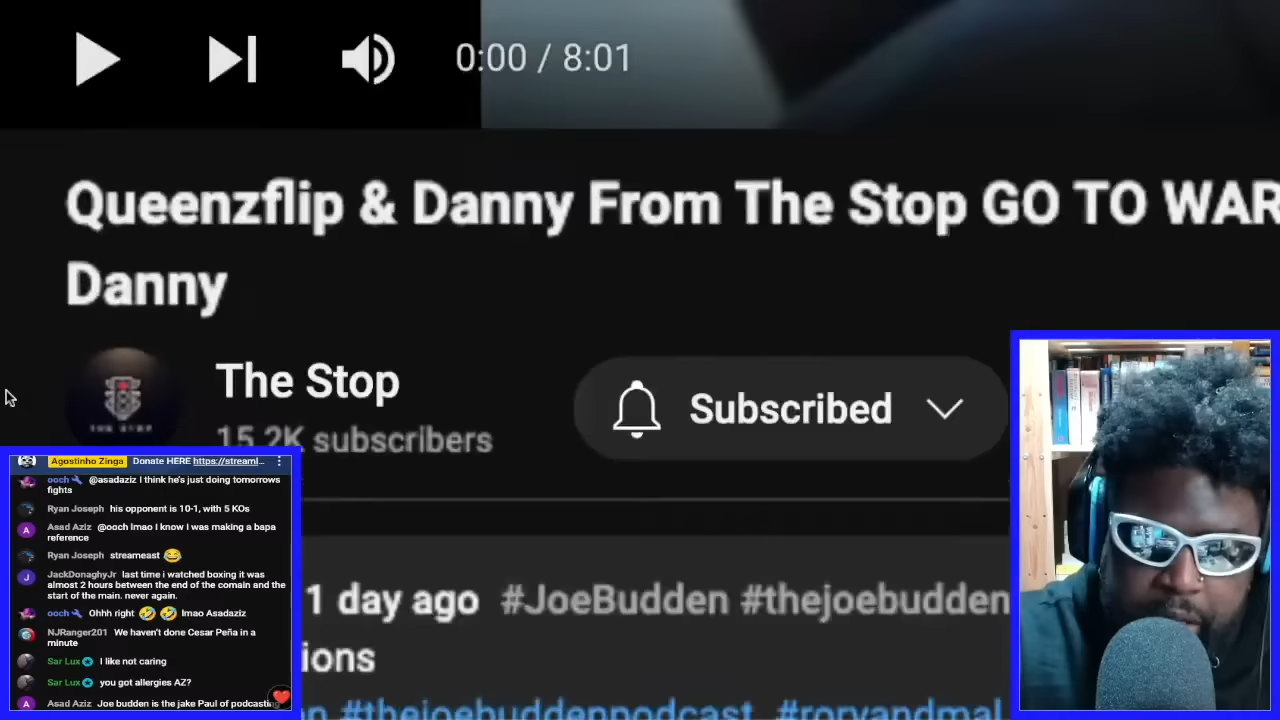 0:00 / 8:01
Queenzflip & Danny From The Stop GO TO WAR
Danny
The Stop
15.2K subscribers
Subscribed
THE STOP
1 day ago #JoeBudden #thejoebudden
ions
#thejoebuddenpodcast #roryandmal
Agostinho Zinga Donate HERE https://streaml...
ooch @asadaziz I think he's just doing tomorrows
fights
Ryan Joseph his opponent is 10-1, with 5 KOs
Asad Aziz @ooch lmao I know I was making a bapa
reference
Ryan Joseph streameast 😂
JackDonaghyJr last time i watched boxing it was
almost 2 hours between the end of the comain and the
start of the main. never again.
ooch Ohhh right 🤣 🤣 lmao Asadaziz
NJRanger201 We haven't done Cesar Peña in a
minute
Sar Lux I like not caring
Sar Lux you got allergies AZ?
Asad Aziz Joe budden is the jake Paul of podcasting